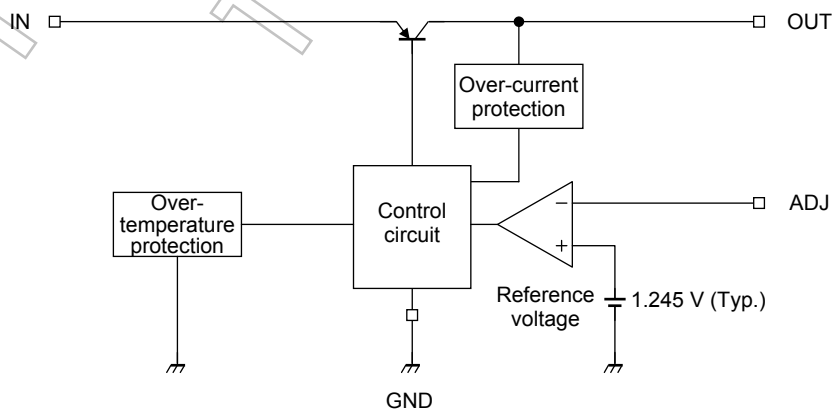 IN
OUT
Over-current
protection
Over-
temperature
protection
Control
circuit
−
+
ADJ
Reference
voltage
1.245 V (Typ.)
GND